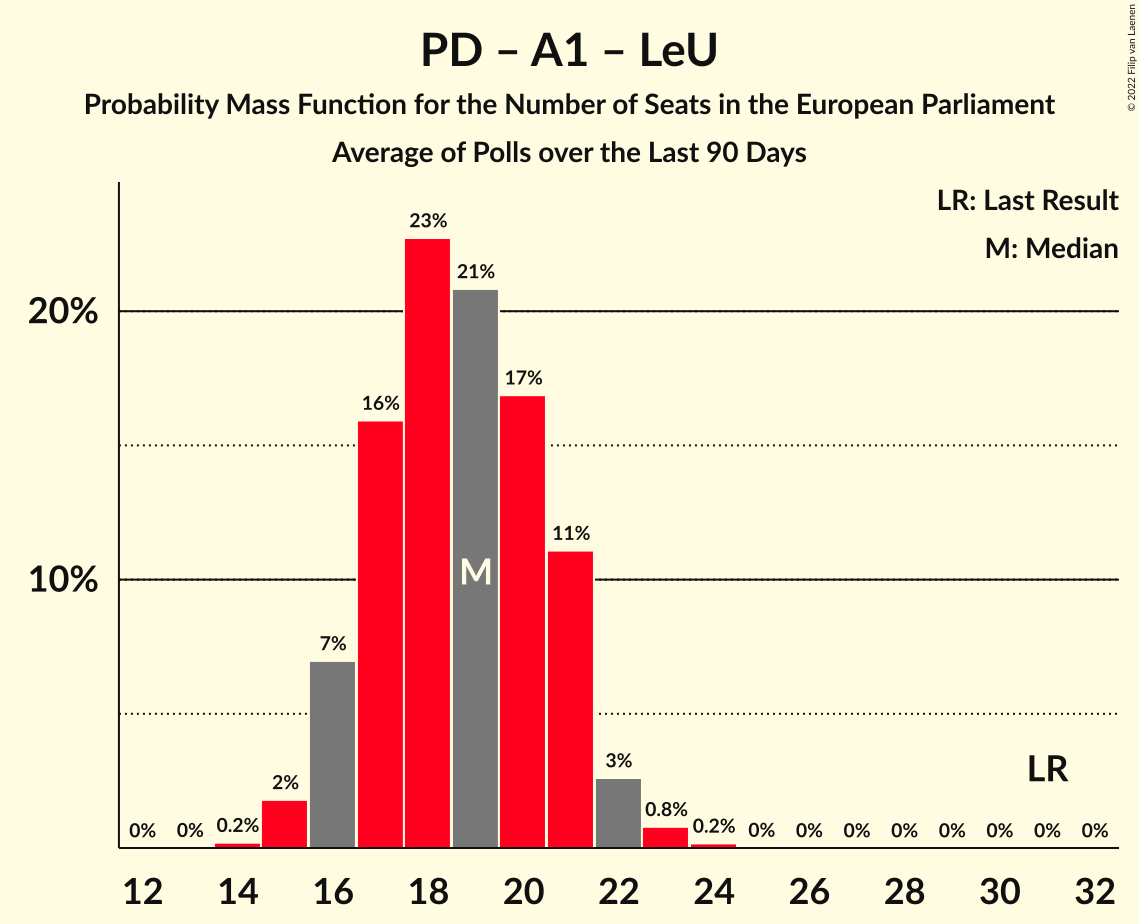 PD – A1 – LeU
Probability Mass Function for the Number of Seats in the European Parliament
Average of Polls over the Last 90 Days
© 2022 Filip van Laenen
LR: Last Result
M: Median
20%
10%
0%
0%
0.2%
2%
7%
16%
23%
21%
17%
11%
3%
0.8%
0.2%
0%
0%
0%
0%
0%
0%
0%
0%
M
LR
12 14 16 18 20 22 24 26 28 30 32